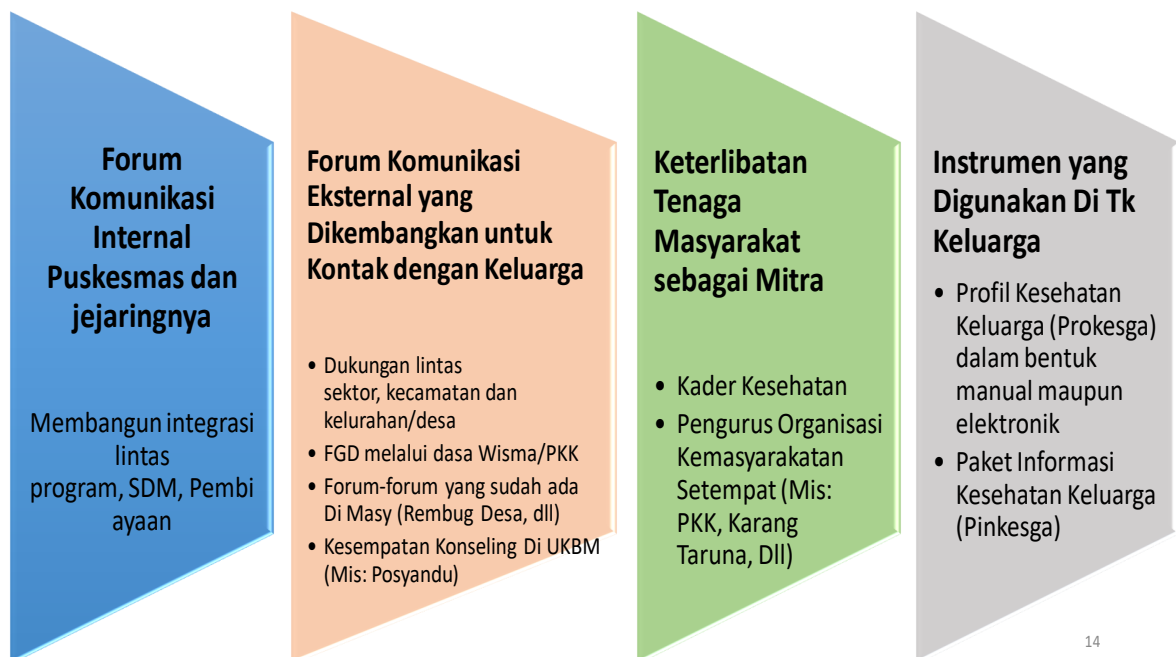 Forum
Komunikasi
Internal
Puskesmas dan
jejaringnya
Membangun integrasi
lintas
program, SDM, Pembi
ayaan
Forum Komunikasi
Eksternal yang
Dikembangkan untuk
Kontak dengan Keluarga
• Dukungan lintas
sektor, kecamatan dan
kelurahan/desa
• FGD melalui dasa Wisma/PKK
• Forum-forum yang sudah ada
Di Masy (Rembug Desa, dll)
• Kesempatan Konseling Di UKBM
(Mis: Posyandu)
Keterlibatan
Tenaga
Masyarakat
sebagai Mitra
• Kader Kesehatan
• Pengurus Organisasi
Kemasyarakatan
Setempat (Mis:
PKK, Karang
Taruna, Dll)
Instrumen yang
Digunakan Di Tk
Keluarga
• Profil Kesehatan
Keluarga (Prokesga)
dalam bentuk
manual maupun
elektronik
• Paket Informasi
Kesehatan Keluarga
(Pinkesga)
14